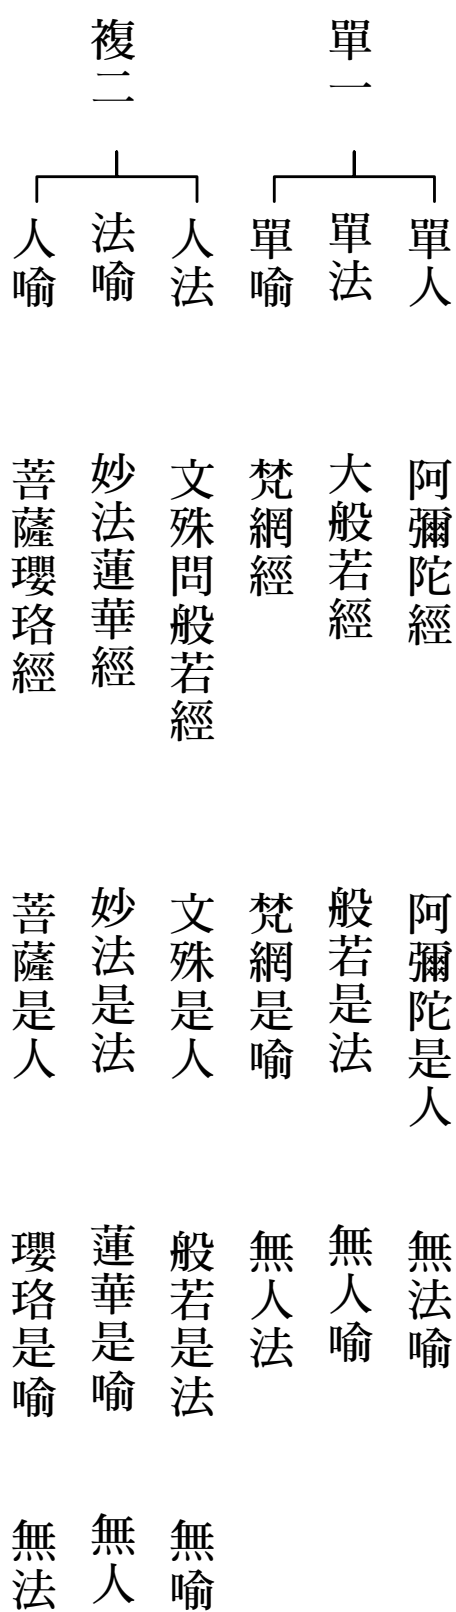 單一
單人 阿彌陀經 阿彌陀是人 無法喻
單法 大般若經 般若是法 無人喻
單喻 梵網經 梵網是喻 無人法
複二
人法 文殊問般若經 文殊是人 般若是法 無喻
法喻 妙法蓮華經 妙法是法 蓮華是喻 無人
人喻 菩薩瓔珞經 菩薩是人 瓔珞是喻 無法